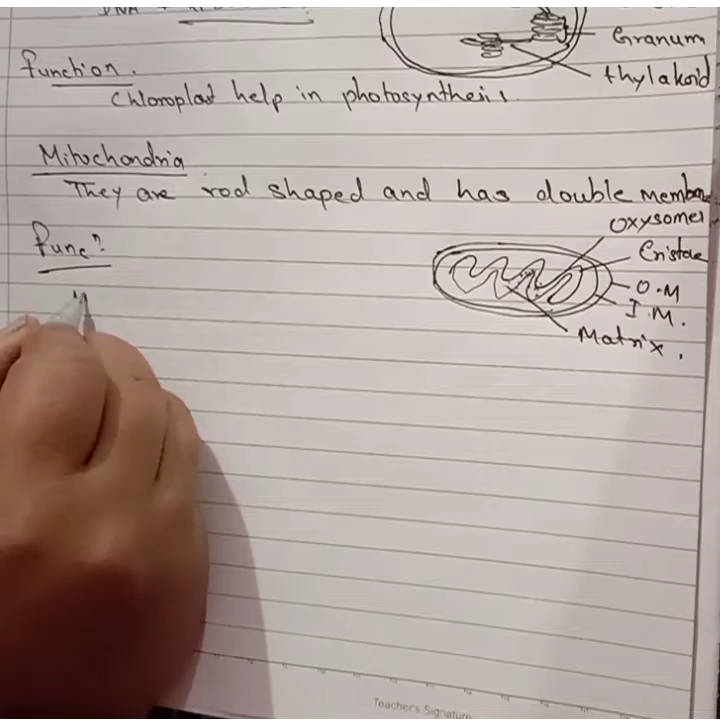 Granum
thylakoid
function.
Chloroplast help in photosynthesis.
Mitochondria
They are rod shaped and has double membrane
oxysomes
Cristae
Funcⁿ
O.M
I.M.
Matrix.
Teacher's Signature